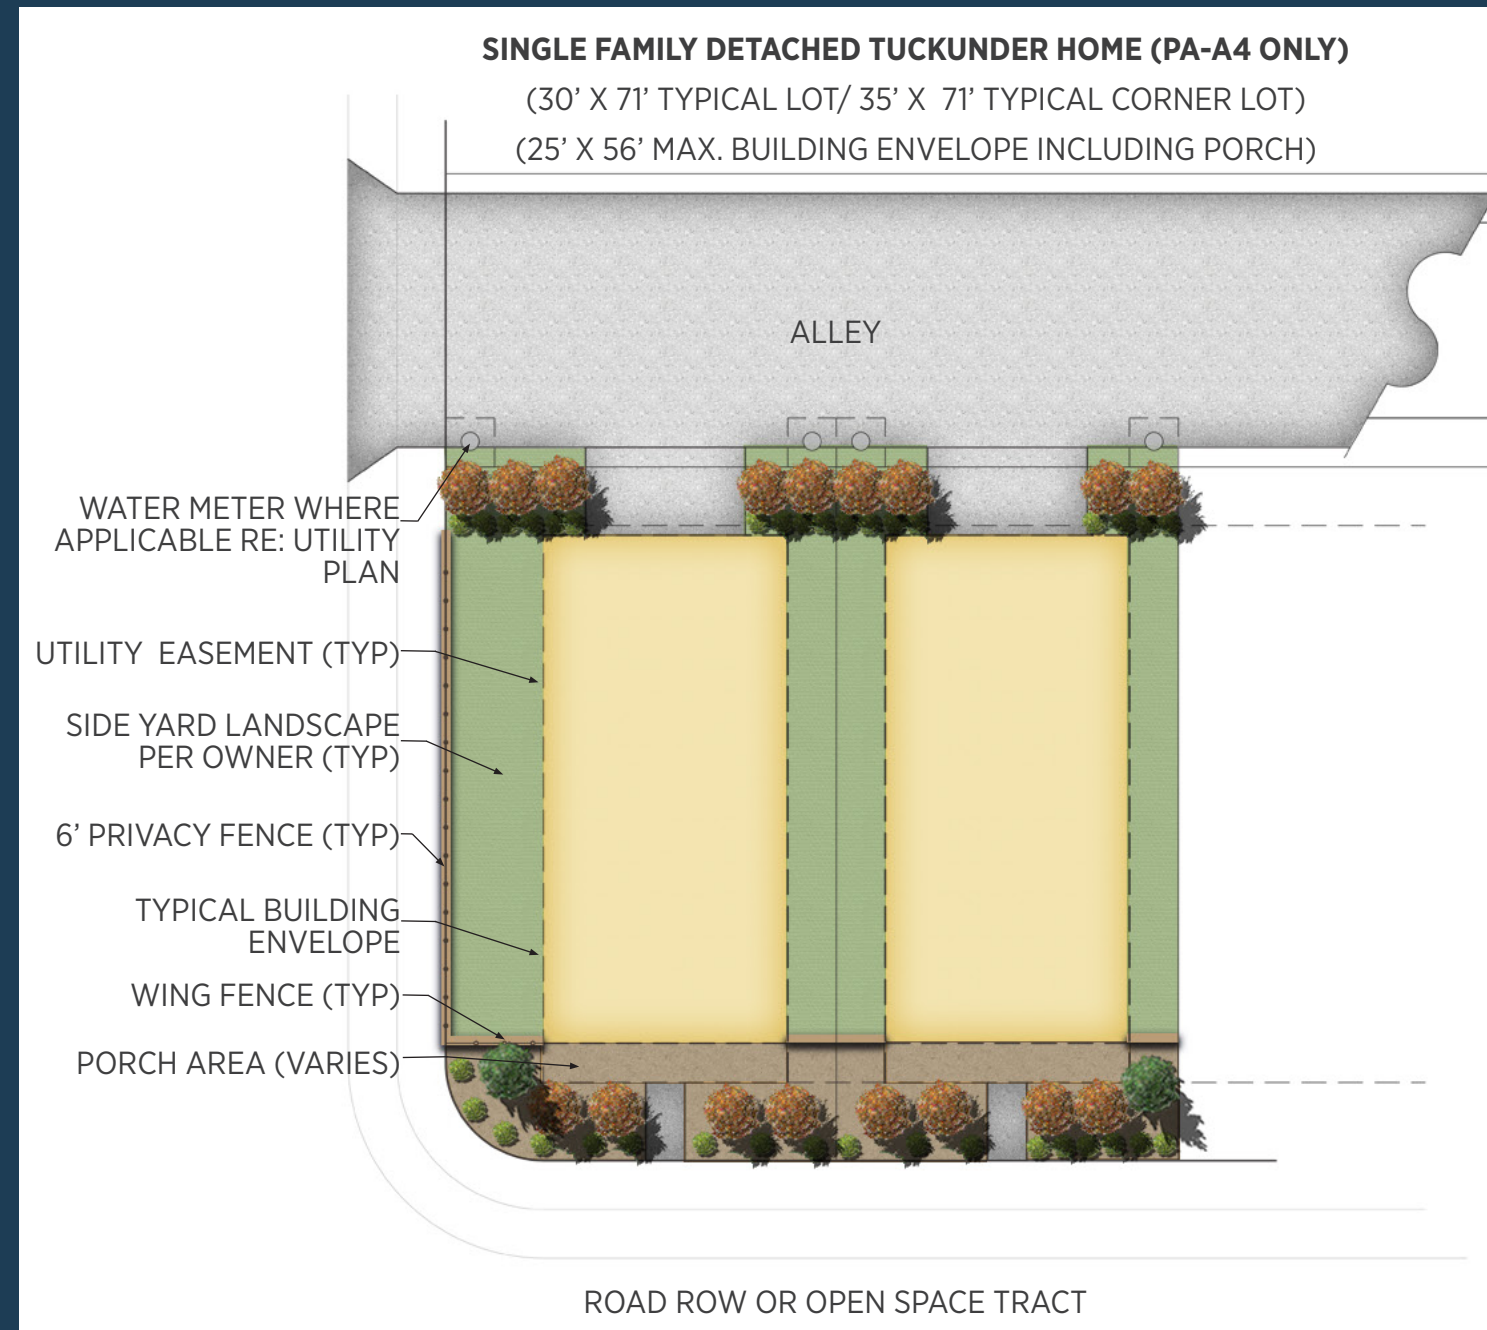 SINGLE FAMILY DETACHED TUCKUNDER HOME (PA-A4 ONLY)
(30’ X 71’ TYPICAL LOT/ 35’ X  71’ TYPICAL CORNER LOT)
(25’ X 56’ MAX. BUILDING ENVELOPE INCLUDING PORCH)
ALLEY
WATER METER WHERE
APPLICABLE RE: UTILITY
PLAN
UTILITY  EASEMENT (TYP)
SIDE YARD LANDSCAPE
PER OWNER (TYP)
6’ PRIVACY FENCE (TYP)
TYPICAL BUILDING
ENVELOPE
WING FENCE (TYP)
PORCH AREA (VARIES)
ROAD ROW OR OPEN SPACE TRACT